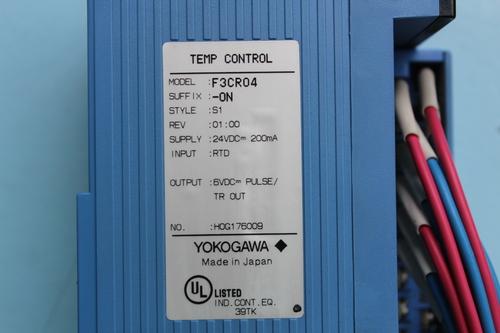 TEMP CONTROL
MODEL :F3CR04
SUFFIX :-0N
STYLE :S1
REV :01:00
SUPPLY :24VDC⎓ 200mA
INPUT :RTD
OUTPUT :6VDC⎓ PULSE/
TR OUT
NO. :H0G176009
YOKOGAWA ◆
Made in Japan
UL LISTED
IND.CONT.EQ.
39TK